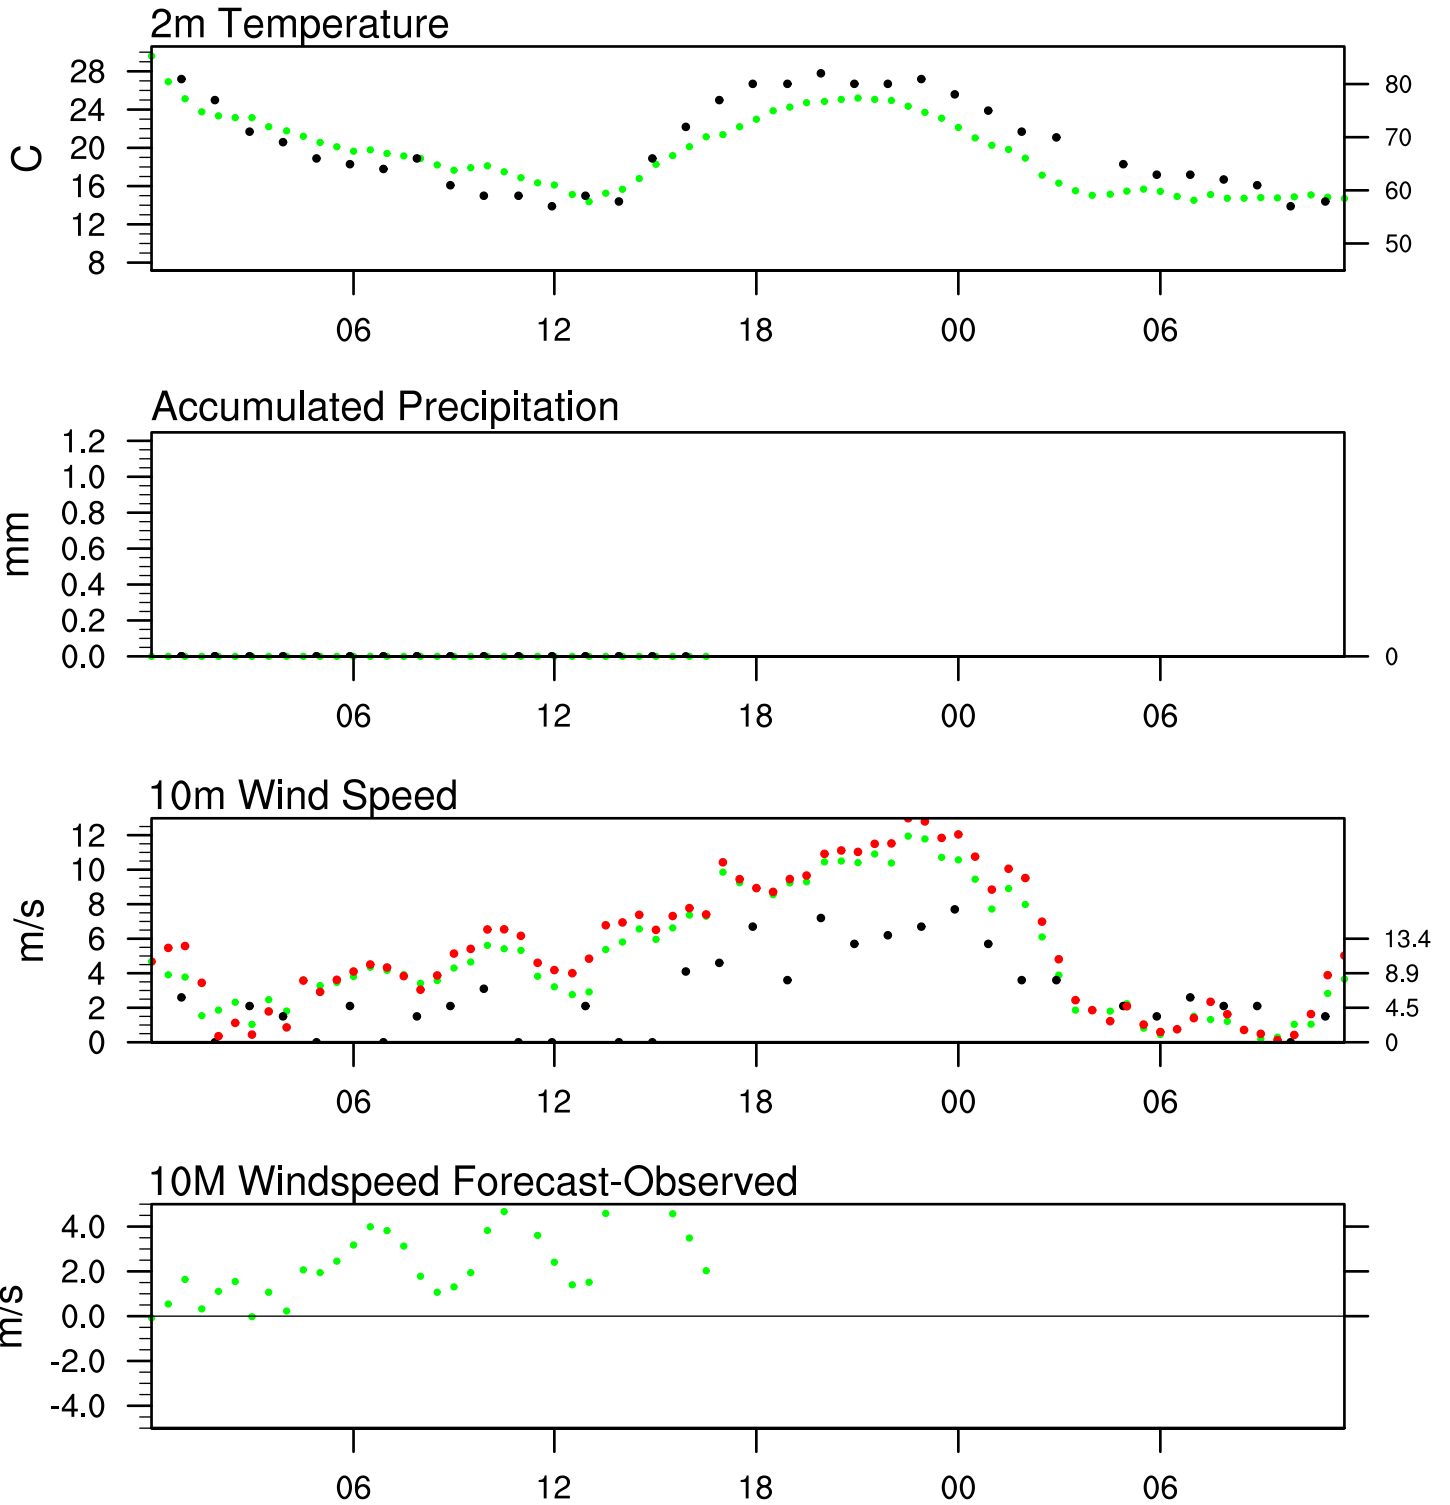 2m Temperature
28
24
20
16
12
8
C
80
70
60
50
06 12 18 00 06
Accumulated Precipitation
1.2
1.0
0.8
0.6
0.4
0.2
0.0
mm
0
06 12 18 00 06
10m Wind Speed
12
10
8
6
4
2
0
m/s
13.4
8.9
4.5
0
06 12 18 00 06
10M Windspeed Forecast-Observed
4.0
2.0
0.0
-2.0
-4.0
m/s
06 12 18 00 06